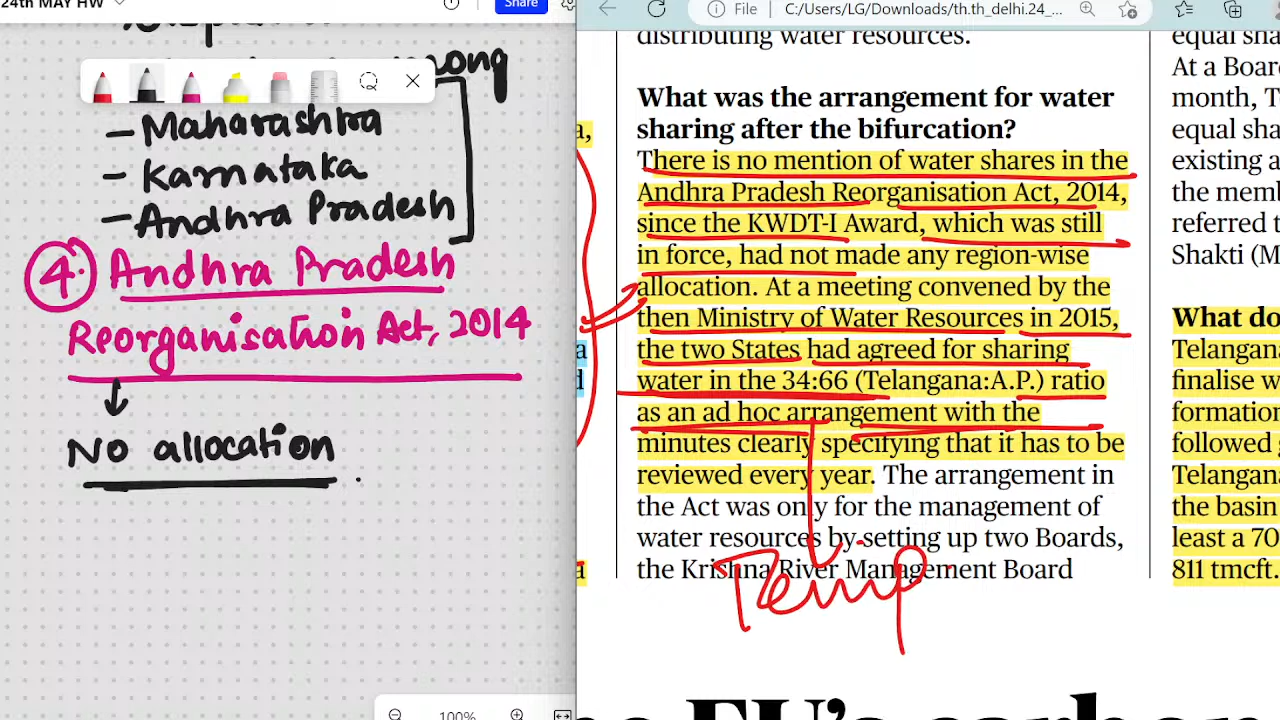 24th MAY HW
Share
among
- Maharashtra
- Karnataka
- Andhra Pradesh
4. Andhra Pradesh
Reorganisation Act, 2014
No allocation
100%
File
C:/Users/LG/Downloads/th.th_delhi.24_...
distributing water resources.
What was the arrangement for water
sharing after the bifurcation?
There is no mention of water shares in the
Andhra Pradesh Reorganisation Act, 2014,
since the KWDT-I Award, which was still
in force, had not made any region-wise
allocation. At a meeting convened by the
then Ministry of Water Resources in 2015,
the two States had agreed for sharing
water in the 34:66 (Telangana:A.P.) ratio
as an ad hoc arrangement with the
minutes clearly specifying that it has to be
reviewed every year. The arrangement in
the Act was only for the management of
water resources by setting up two Boards,
the Krishna River Management Board
Temp
equal sha
At a Board
month, T
equal sha
existing a
the memb
referred t
Shakti (M
What do
Telangana
finalise w
formation
followed
Telangana
the basin
least a 70
811 tmcft.